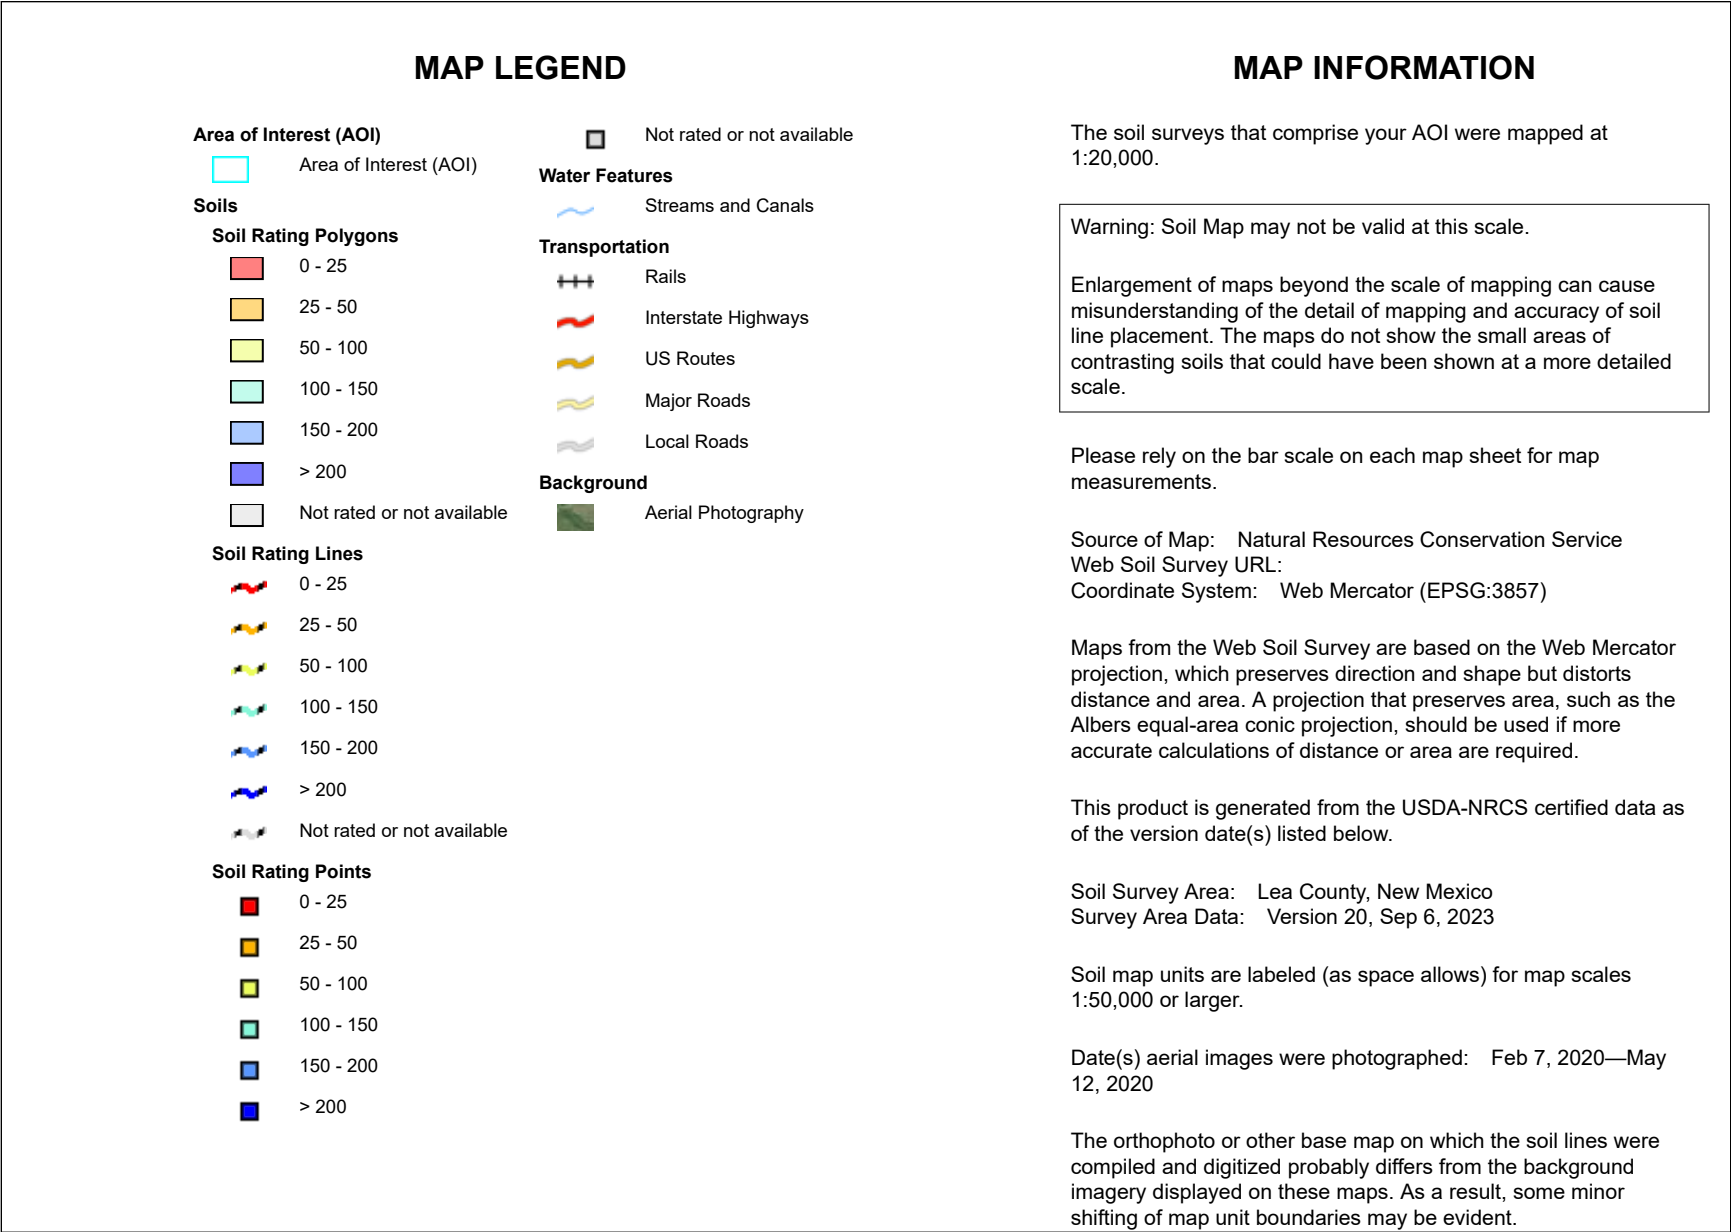 MAP LEGEND
Area of Interest (AOI)
Area of Interest (AOI)
Soils
Soil Rating Polygons
0 - 25
25 - 50
50 - 100
100 - 150
150 - 200
> 200
Not rated or not available
Soil Rating Lines
0 - 25
25 - 50
50 - 100
100 - 150
150 - 200
> 200
Not rated or not available
Soil Rating Points
0 - 25
25 - 50
50 - 100
100 - 150
150 - 200
> 200
Not rated or not available
Water Features
Streams and Canals
Transportation
Rails
Interstate Highways
US Routes
Major Roads
Local Roads
Background
Aerial Photography
MAP INFORMATION
The soil surveys that comprise your AOI were mapped at
1:20,000.
Warning: Soil Map may not be valid at this scale.
Enlargement of maps beyond the scale of mapping can cause
misunderstanding of the detail of mapping and accuracy of soil
line placement. The maps do not show the small areas of
contrasting soils that could have been shown at a more detailed
scale.
Please rely on the bar scale on each map sheet for map
measurements.
Source of Map: Natural Resources Conservation Service
Web Soil Survey URL:
Coordinate System: Web Mercator (EPSG:3857)
Maps from the Web Soil Survey are based on the Web Mercator
projection, which preserves direction and shape but distorts
distance and area. A projection that preserves area, such as the
Albers equal-area conic projection, should be used if more
accurate calculations of distance or area are required.
This product is generated from the USDA-NRCS certified data as
of the version date(s) listed below.
Soil Survey Area: Lea County, New Mexico
Survey Area Data: Version 20, Sep 6, 2023
Soil map units are labeled (as space allows) for map scales
1:50,000 or larger.
Date(s) aerial images were photographed: Feb 7, 2020—May
12, 2020
The orthophoto or other base map on which the soil lines were
compiled and digitized probably differs from the background
imagery displayed on these maps. As a result, some minor
shifting of map unit boundaries may be evident.